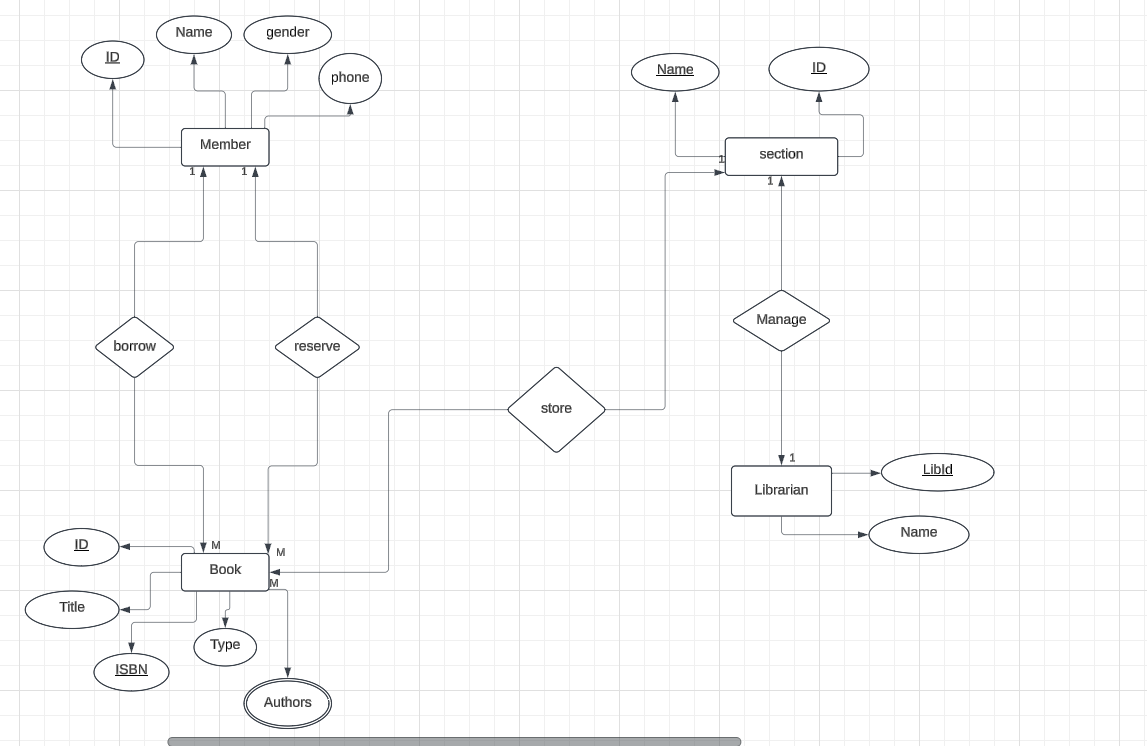 Name
gender
ID
phone
Name
ID
Member
section
1
1
1
1
borrow
reserve
Manage
store
1
Librarian
LibId
Name
M
M
ID
Book
M
Title
Type
ISBN
Authors